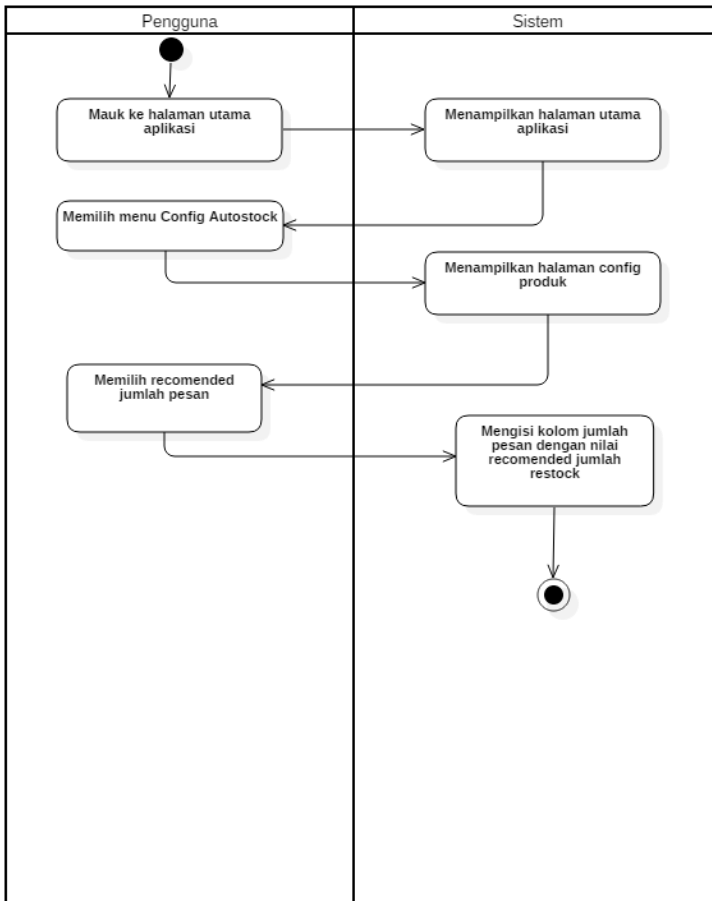 Pengguna
Sistem
Mauk ke halaman utama
aplikasi
Menampilkan halaman utama
aplikasi
Memilih menu Config Autostock
Menampilkan halaman config
produk
Memilih recomended
jumlah pesan
Mengisi kolom jumlah
pesan dengan nilai
recomended jumlah
restock